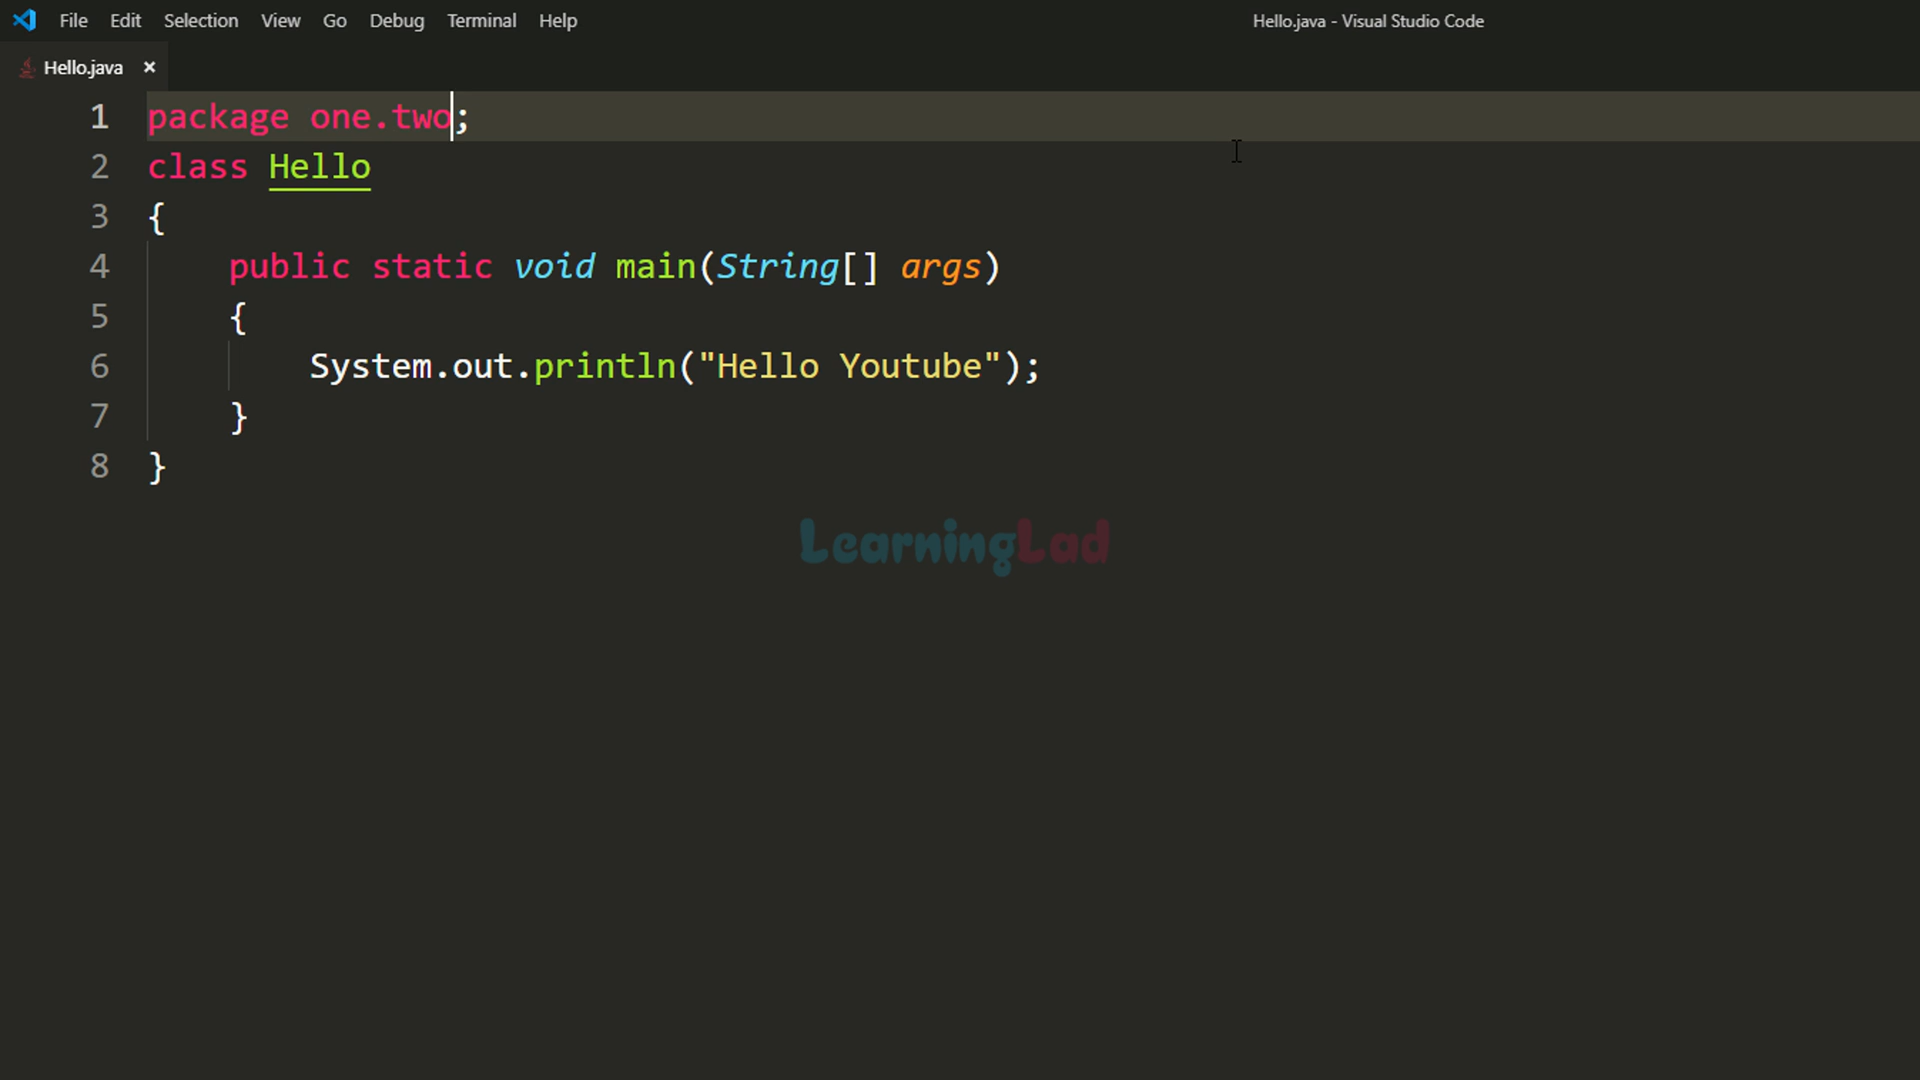 File Edit Selection View Go Debug Terminal Help Hello.java - Visual Studio Code
Hello.java ×
1 package one.two;
2 class Hello
3 {
4 public static void main(String[] args)
5 {
6 System.out.println("Hello Youtube");
7 }
8 }
LearningLad